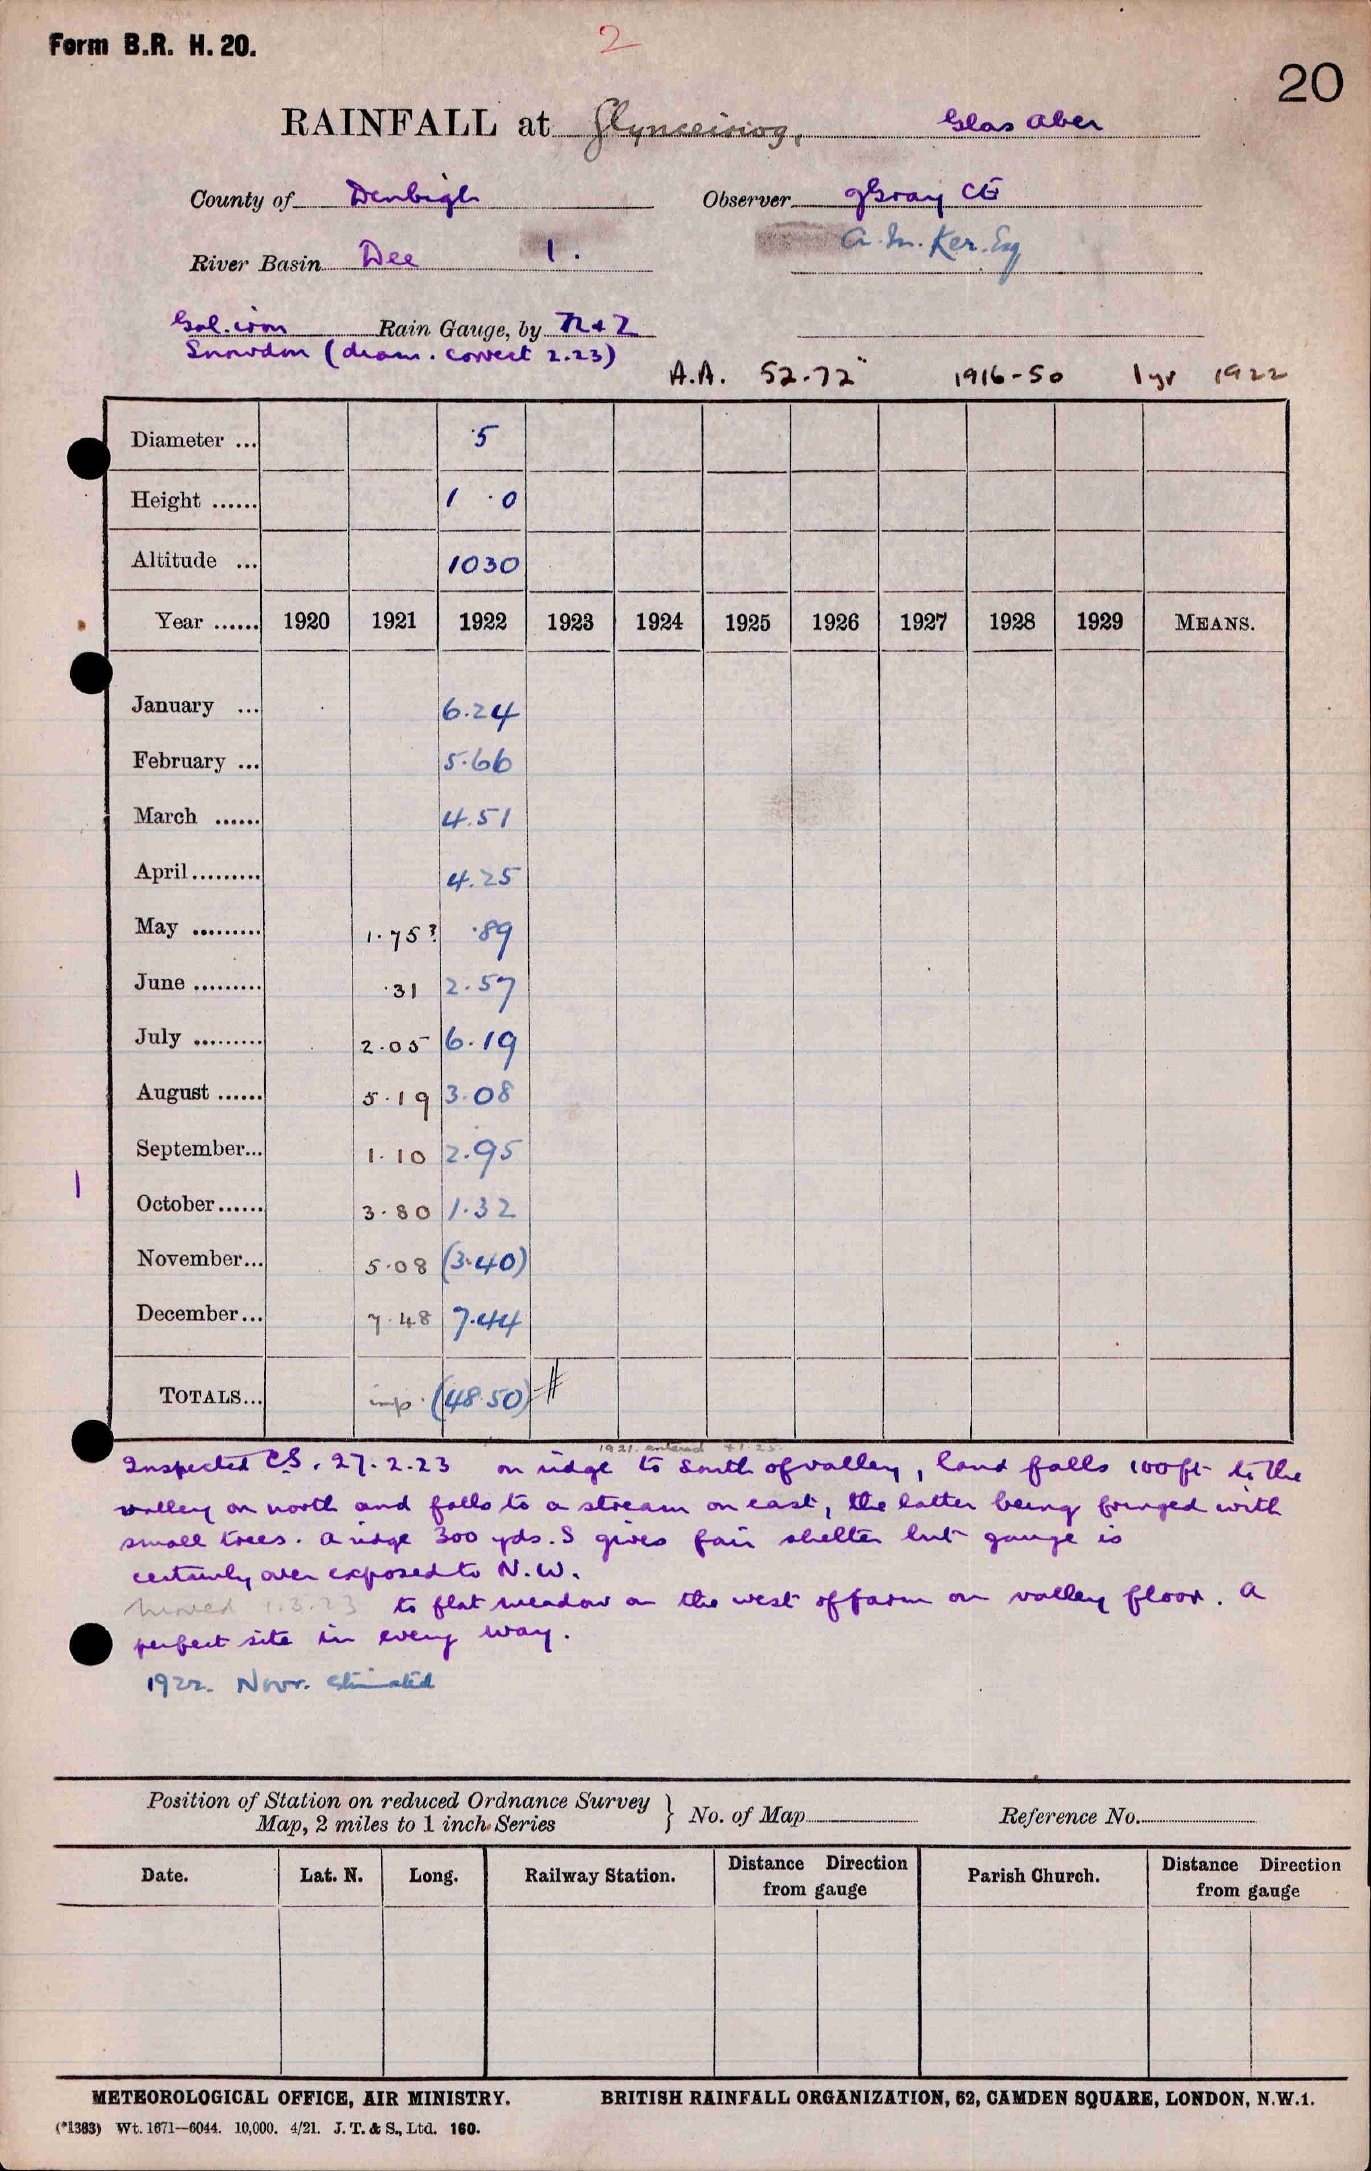 Form B.R. H. 20.
2
20
RAINFALL at Glynceiriog, Glas Aber
County of Denbigh Observer J Gray CE
A. M. Ker. Esq
River Basin Dee 1.
Gal. iron Rain Gauge, by N & Z
Snowdon (diam. correct 2.23)
A.A. 52.72" 1916-50 1 yr 1922
Diameter ... 5
Height ...... 1 . 0
Altitude ... 1030
Year ...... 1920 1921 1922 1923 1924 1925 1926 1927 1928 1929 MEANS.
January ... 6.24
February ... 5.66
March ...... 4.51
April ......... 4.25
May ......... 1.75? .89
June ......... .31 2.57
July ......... 2.05 6.19
August ...... 5.19 3.08
September... 1.10 2.95
1
October ...... 3.80 1.32
November... 5.08 (3.40)
December... 7.48 7.44
TOTALS... imp. (48.50) #
1921. entered 41.25.
Inspected C.S. 27.2.23 on ridge to South of valley, land falls 100ft to the
valley on north and falls to a stream on east, the latter being fringed with
small trees. A ridge 300 yds. S gives fair shelter but gauge is
certainly over exposed to N.W.
Moved 1.3.23 to flat meadow on the west of farm on valley floor. A
perfect site in every way.
1922. Novr. estimated
Position of Station on reduced Ordnance Survey
Map, 2 miles to 1 inch Series } No. of Map Reference No.
Date. Lat. N. Long. Railway Station. Distance Direction from gauge Parish Church. Distance Direction from gauge
METEOROLOGICAL OFFICE, AIR MINISTRY. BRITISH RAINFALL ORGANIZATION, 62, CAMDEN SQUARE, LONDON, N.W.1.
(*1383) Wt. 1671—6044. 10,000. 4/21. J. T. & S., Ltd. 160.